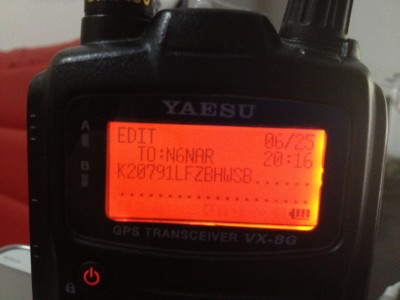 YAESU
A
B
EDIT 06/25
TO:N6NAR 20:16
K20791LFZBHWSB......
....................
GPS TRANSCEIVER VX-8G